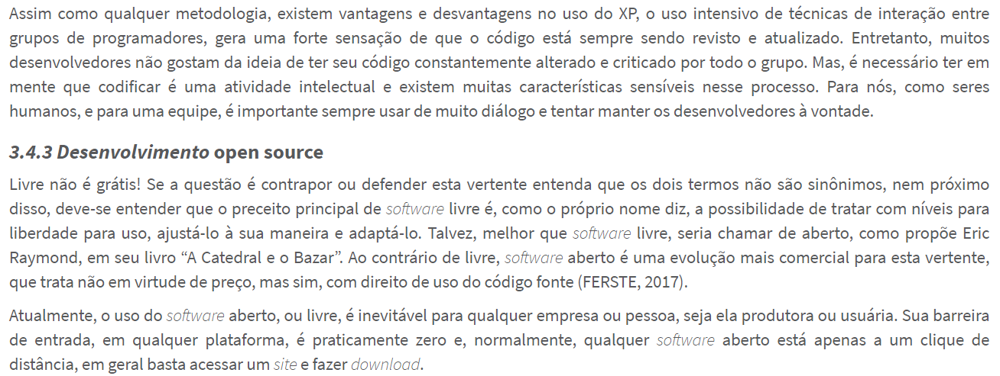 Assim como qualquer metodologia, existem vantagens e desvantagens no uso do XP, o uso intensivo de técnicas de interação entre
grupos de programadores, gera uma forte sensação de que o código está sempre sendo revisto e atualizado. Entretanto, muitos
desenvolvedores não gostam da ideia de ter seu código constantemente alterado e criticado por todo o grupo. Mas, é necessário ter em
mente que codificar é uma atividade intelectual e existem muitas características sensíveis nesse processo. Para nós, como seres
humanos, e para uma equipe, é importante sempre usar de muito diálogo e tentar manter os desenvolvedores à vontade.
3.4.3 Desenvolvimento open source
Livre não é grátis! Se a questão é contrapor ou defender esta vertente entenda que os dois termos não são sinônimos, nem próximo
disso, deve-se entender que o preceito principal de software livre é, como o próprio nome diz, a possibilidade de tratar com níveis para
liberdade para uso, ajustá-lo à sua maneira e adaptá-lo. Talvez, melhor que software livre, seria chamar de aberto, como propõe Eric
Raymond, em seu livro “A Catedral e o Bazar”. Ao contrário de livre, software aberto é uma evolução mais comercial para esta vertente,
que trata não em virtude de preço, mas sim, com direito de uso do código fonte (FERSTE, 2017).
Atualmente, o uso do software aberto, ou livre, é inevitável para qualquer empresa ou pessoa, seja ela produtora ou usuária. Sua barreira
de entrada, em qualquer plataforma, é praticamente zero e, normalmente, qualquer software aberto está apenas a um clique de
distância, em geral basta acessar um site e fazer download.